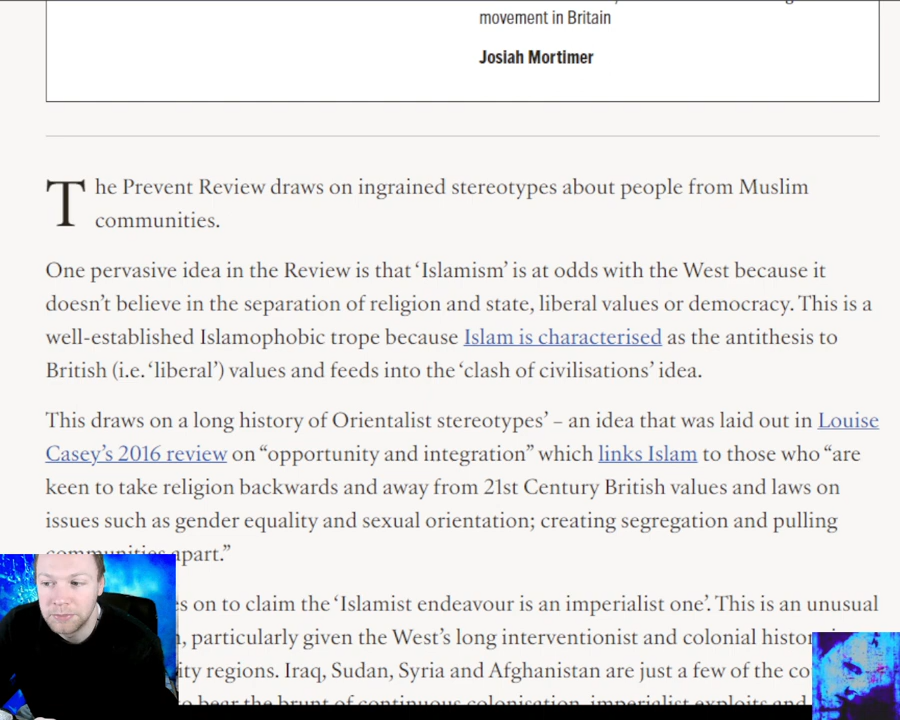 movement in Britain
Josiah Mortimer
The Prevent Review draws on ingrained stereotypes about people from Muslim
communities.
One pervasive idea in the Review is that ‘Islamism’ is at odds with the West because it
doesn’t believe in the separation of religion and state, liberal values or democracy. This is a
well-established Islamophobic trope because Islam is characterised as the antithesis to
British (i.e. ‘liberal’) values and feeds into the ‘clash of civilisations’ idea.
This draws on a long history of Orientalist stereotypes’ – an idea that was laid out in Louise
Casey’s 2016 review on “opportunity and integration” which links Islam to those who “are
keen to take religion backwards and away from 21st Century British values and laws on
issues such as gender equality and sexual orientation; creating segregation and pulling
communities apart.”
on to claim the ‘Islamist endeavour is an imperialist one’. This is an unusual
particularly given the West’s long interventionist and colonial
regions. Iraq, Sudan, Syria and Afghanistan are just a few of the
to bear the brunt of continuous colonisation, imperialist exploits and